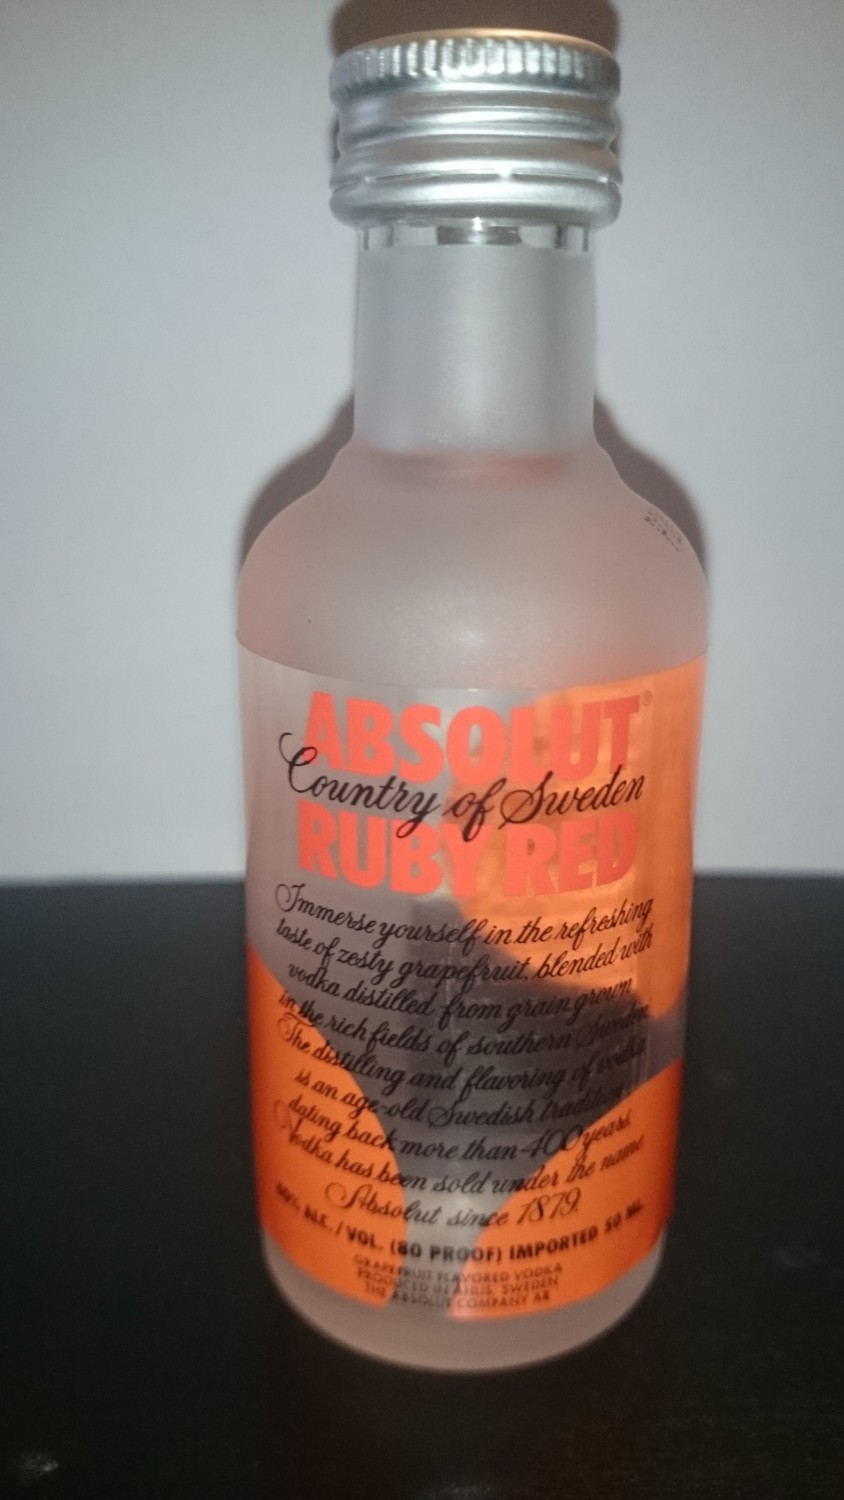 ABSOLUT®
Country of Sweden
RUBY RED
Immerse yourself in the refreshing
taste of zesty grapefruit, blended with
vodka distilled from grain grown
in the rich fields of southern Sweden.
The distilling and flavoring of vodka
is an age-old Swedish tradition
dating back more than 400 years.
Vodka has been sold under the name
Absolut since 1879.
40% ALC./VOL. (80 PROOF) IMPORTED 50 ML.
GRAPEFRUIT FLAVORED VODKA
PRODUCED IN ÅHUS, SWEDEN
THE ABSOLUT COMPANY AB